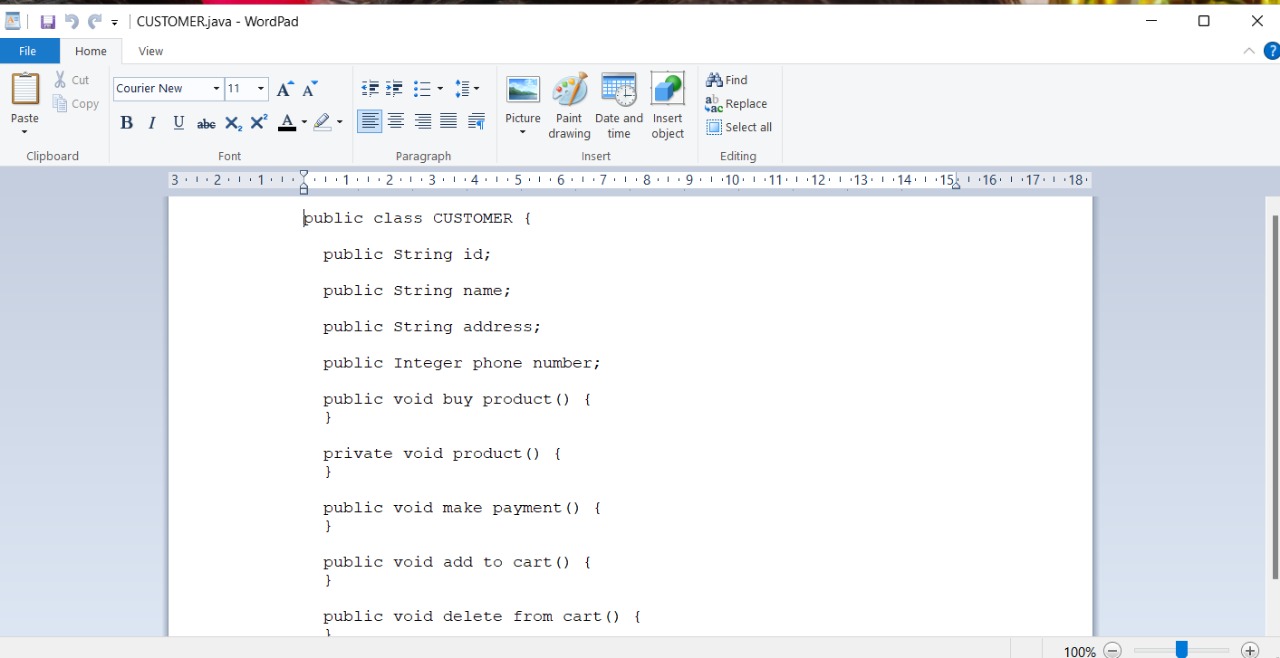 CUSTOMER.java - WordPad
File Home View
Paste
Cut
Copy
Clipboard
Courier New 11
B I U abc X₂ X² A
Font
Paragraph
Picture
Paint drawing
Date and time
Insert object
Insert
Find
Replace
Select all
Editing
3 2 1 1 2 3 4 5 6 7 8 9 10 11 12 13 14 15 16 17 18
public class CUSTOMER {
public String id;
public String name;
public String address;
public Integer phone number;
public void buy product() {
}
private void product() {
}
public void make payment() {
}
public void add to cart() {
}
public void delete from cart() {
}
100%